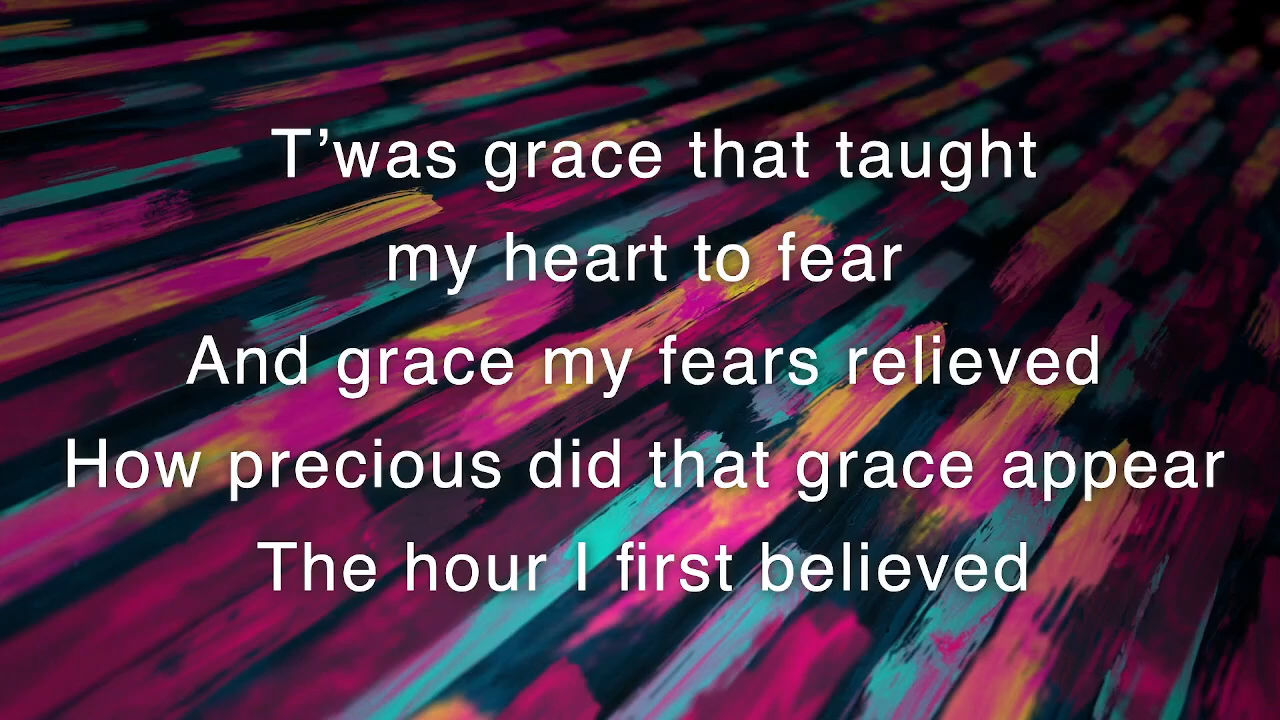 T’was grace that taught
my heart to fear
And grace my fears relieved
How precious did that grace appear
The hour I first believed